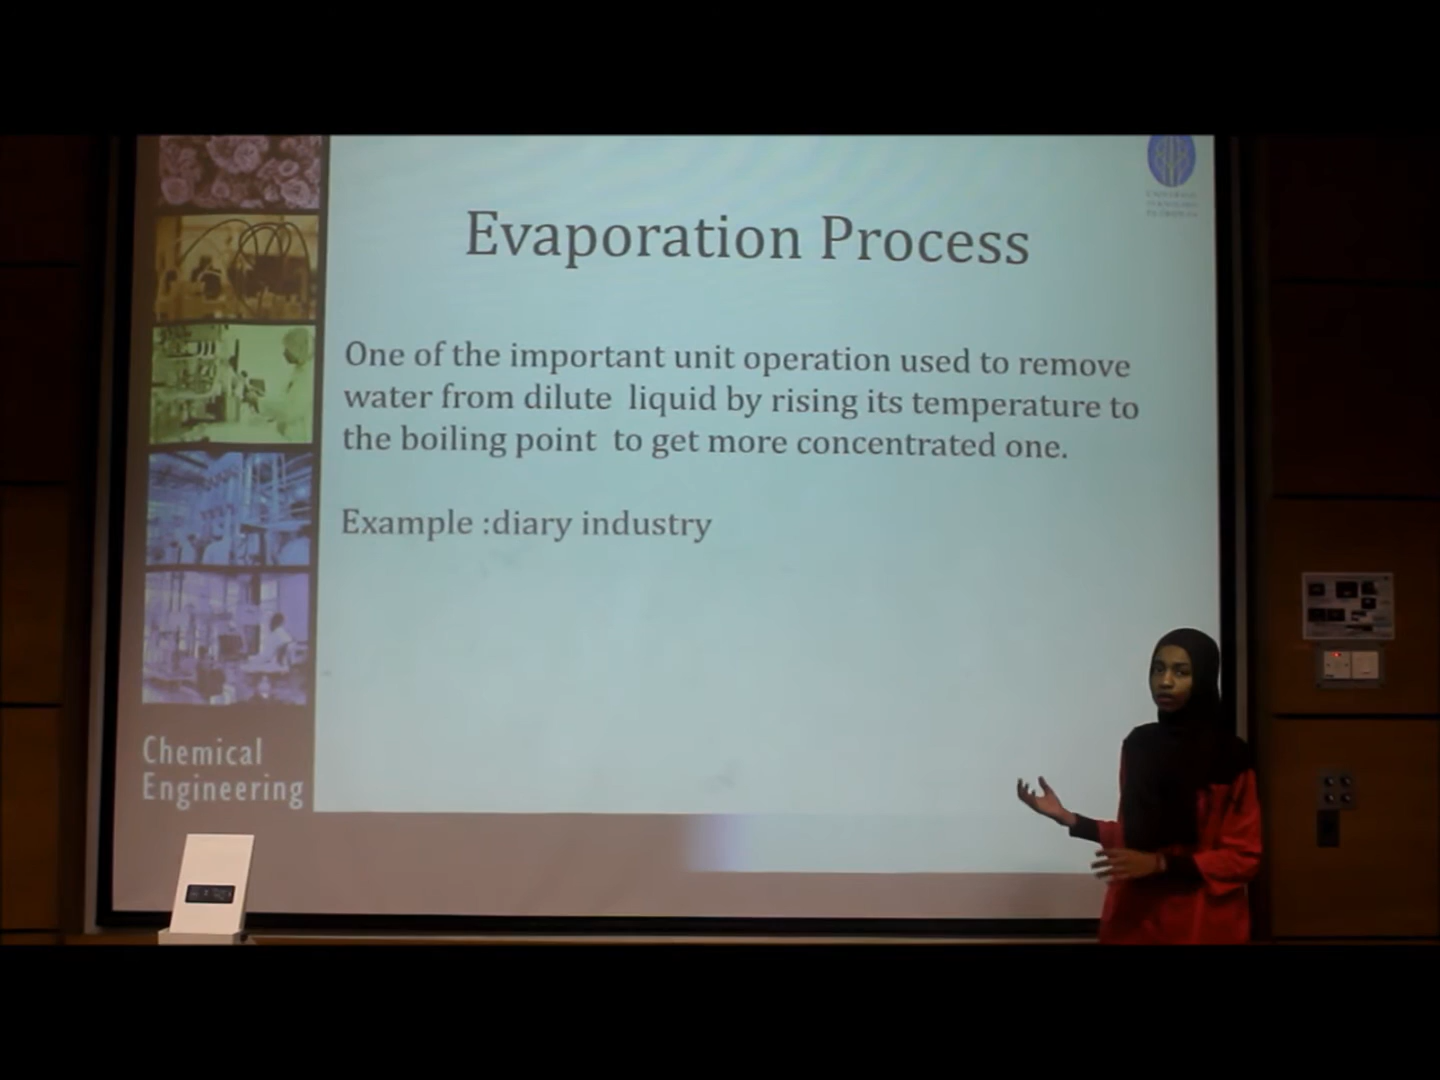 Evaporation Process
One of the important unit operation used to remove
water from dilute liquid by rising its temperature to
the boiling point to get more concentrated one.
Example :diary industry
Chemical
Engineering